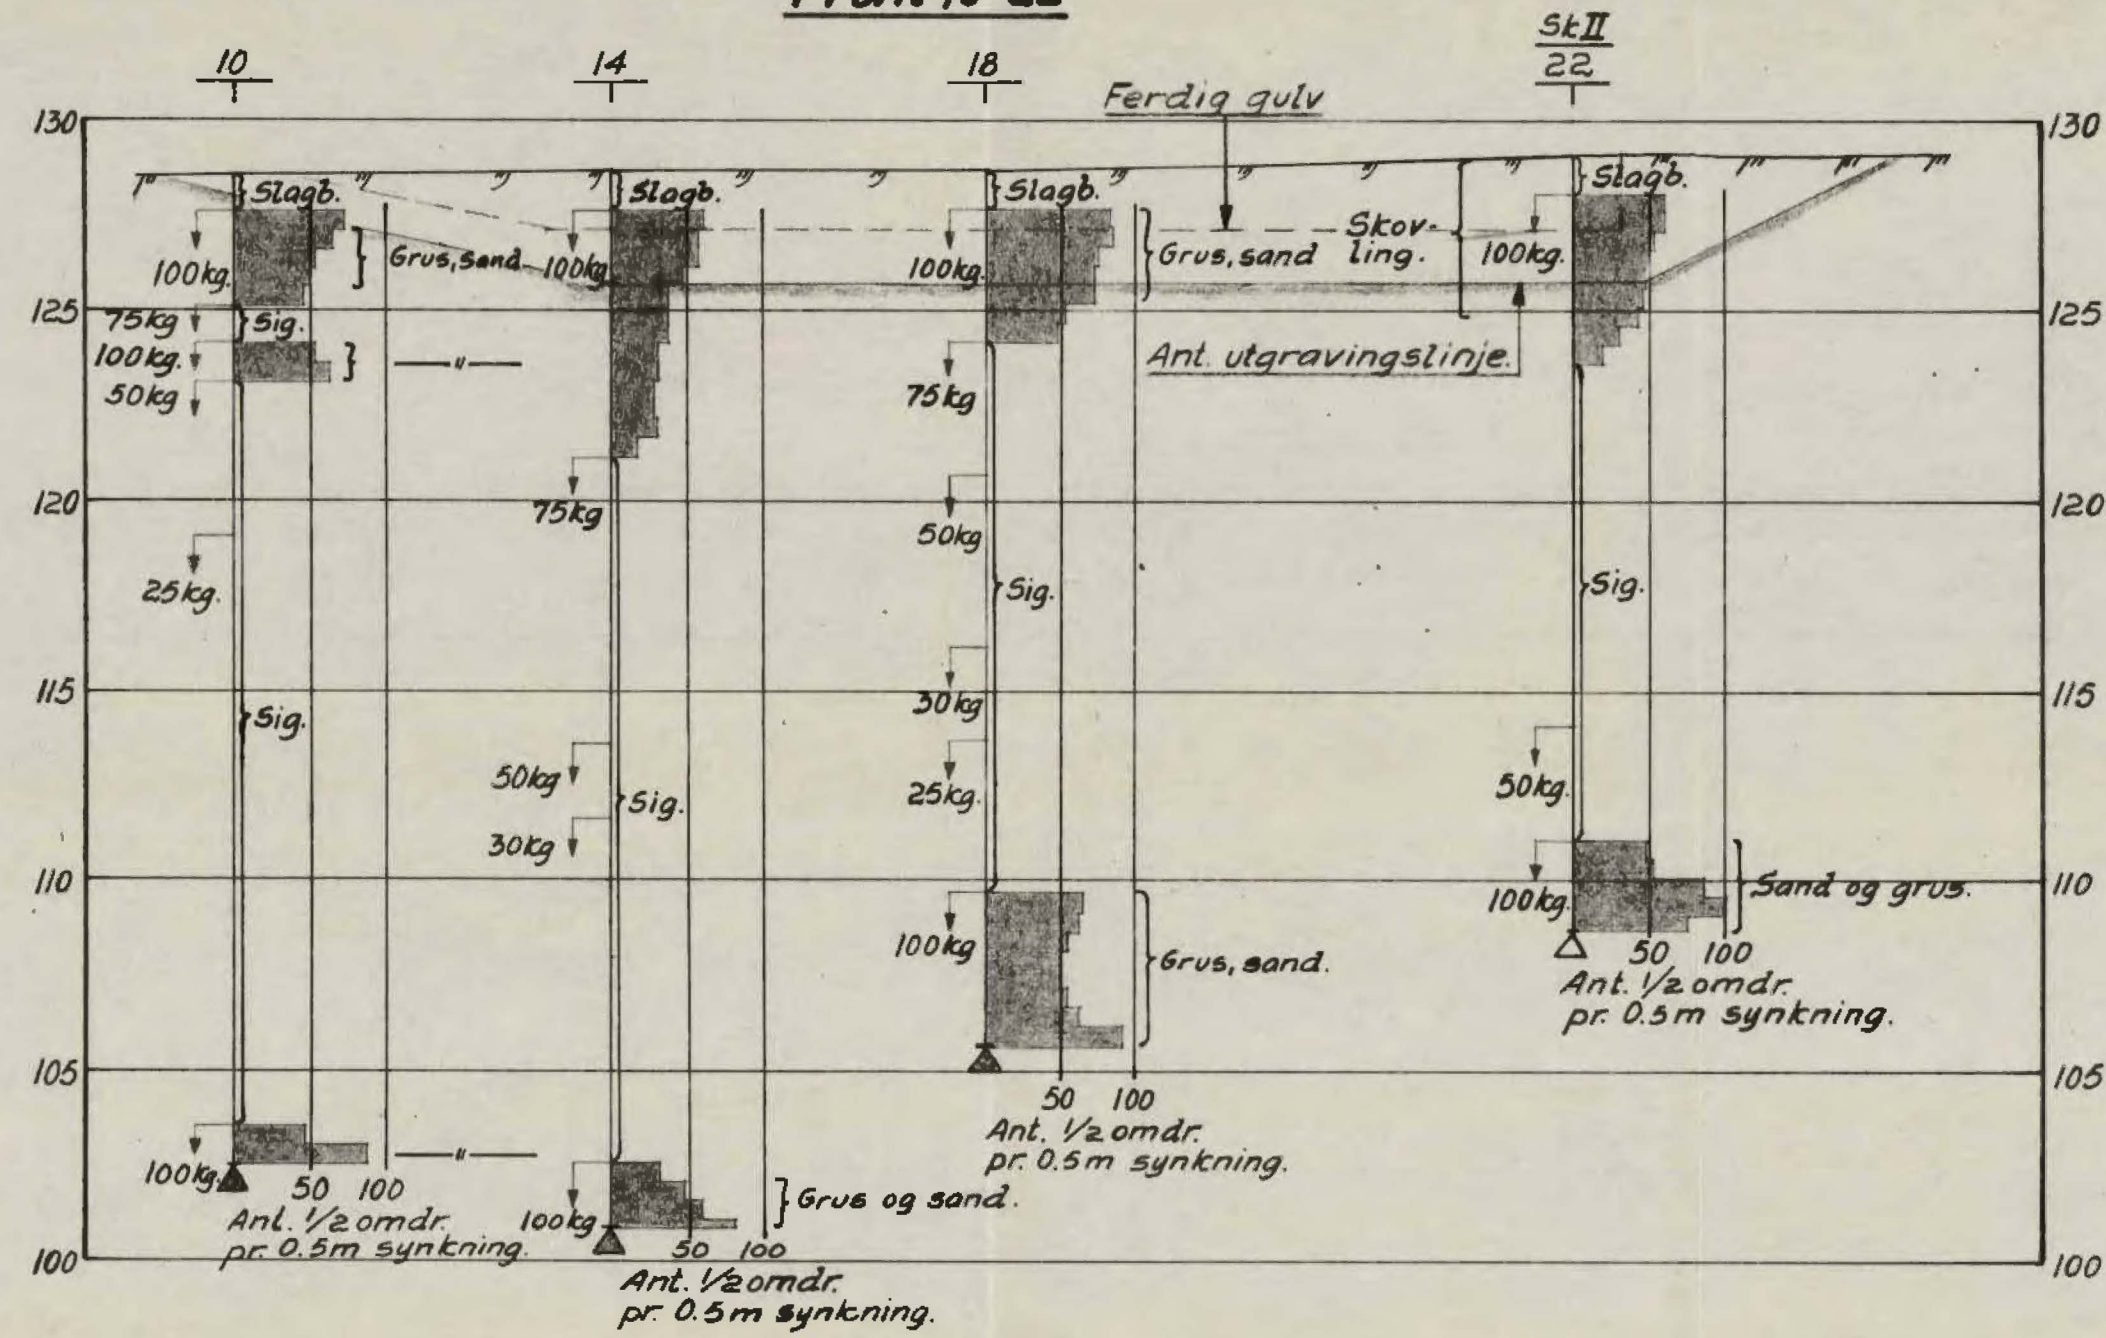 10
14
18
Sk II
22
Ferdig gulv
130
130
Slagb.
Slagb.
Slagb.
Slagb.
100kg.
Grus, sand
100kg
100kg.
Grus, sand
Skov-
ling.
100kg.
125
125
75kg
Sig.
100kg.
— " —
50kg
Ant. utgravingslinje.
75kg
120
120
75kg
50kg
25kg.
Sig.
Sig.
115
115
30kg
Sig.
50kg
Sig.
25kg.
50kg.
30kg
110
110
100kg
Grus, sand.
100kg.
Sand og grus.
50 100
Ant. 1/2 omdr.
pr. 0.5m synkning.
105
105
50 100
Ant. 1/2 omdr.
pr. 0.5m synkning.
100kg.
— " —
50 100
Ant. 1/2 omdr.
pr. 0.5m synkning.
100kg
Grus og sand.
50 100
Ant. 1/2 omdr.
pr. 0.5m synkning.
100
100